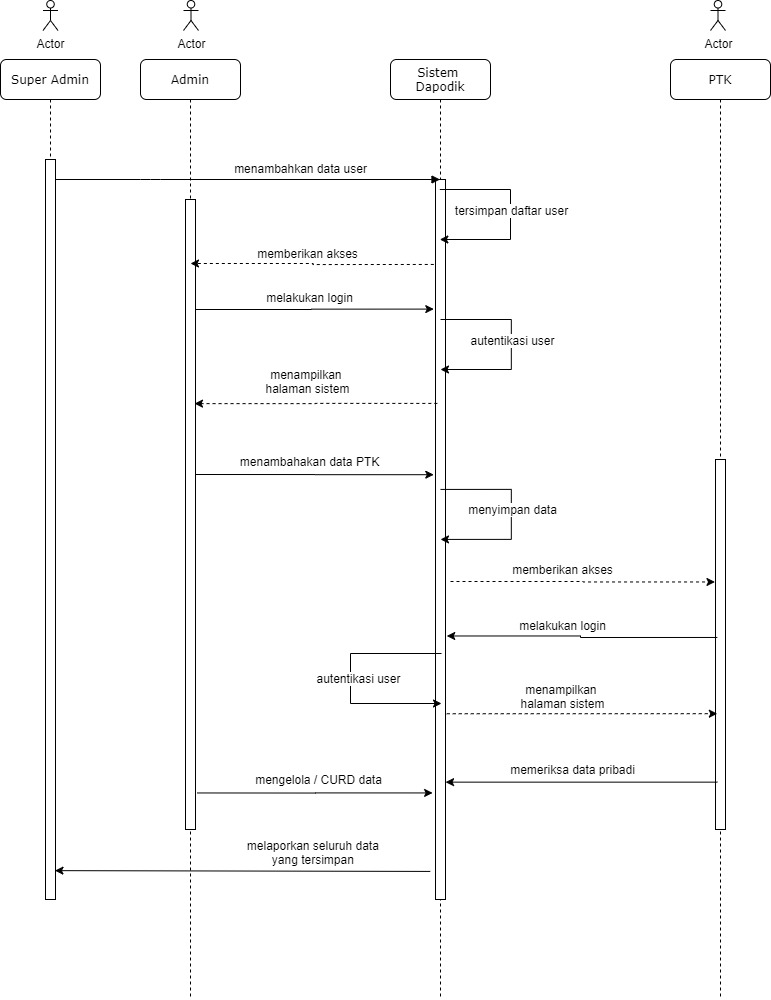 Actor
Actor
Actor
Super Admin
Admin
Sistem
Dapodik
PTK
menambahkan data user
tersimpan daftar user
memberikan akses
melakukan login
autentikasi user
menampilkan
halaman sistem
menambahakan data PTK
menyimpan data
memberikan akses
melakukan login
autentikasi user
menampilkan
halaman sistem
memeriksa data pribadi
mengelola / CURD data
melaporkan seluruh data
yang tersimpan